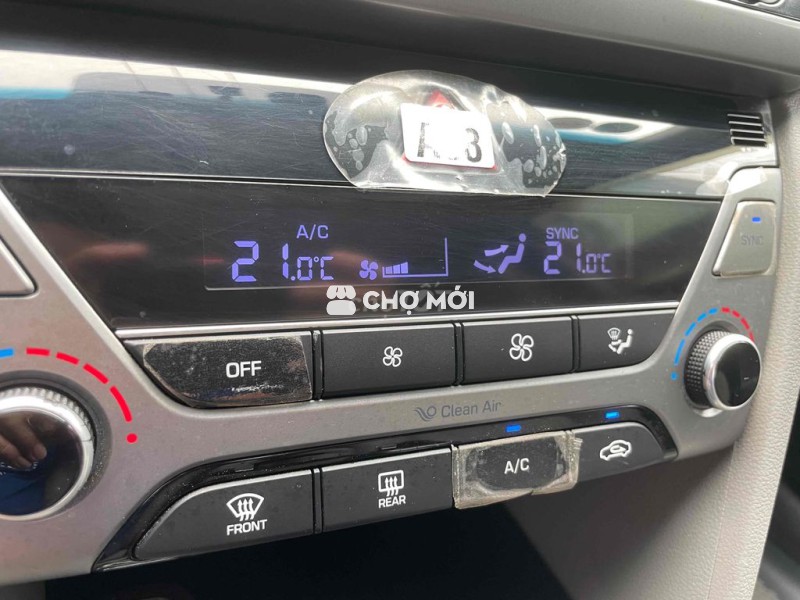 A/C
SYNC
21.0°C
21.0°C
SYNC
CHỢ MỚI
OFF
Clean Air
FRONT
REAR
A/C